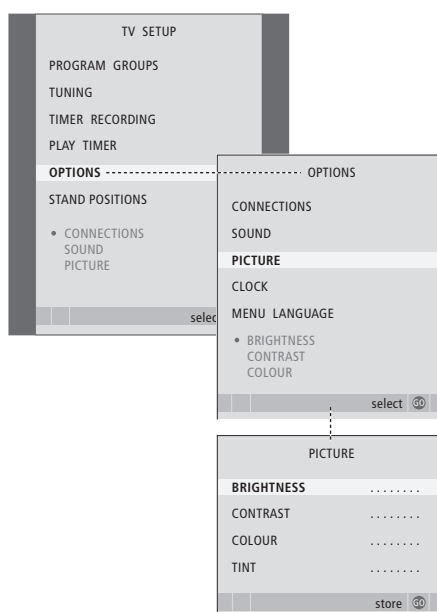 TV SETUP
PROGRAM GROUPS
TUNING
TIMER RECORDING
PLAY TIMER
OPTIONS
STAND POSITIONS
• CONNECTIONS
SOUND
PICTURE
selec
OPTIONS
CONNECTIONS
SOUND
PICTURE
CLOCK
MENU LANGUAGE
• BRIGHTNESS
CONTRAST
COLOUR
select GO
PICTURE
BRIGHTNESS ........
CONTRAST ........
COLOUR ........
TINT ........
store GO